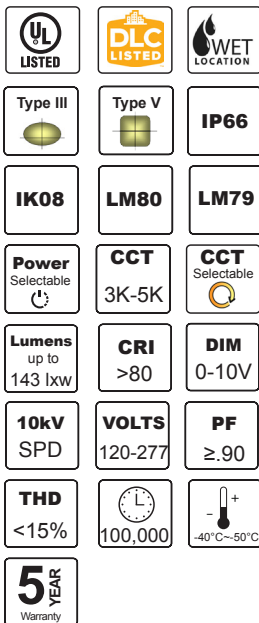 UL
LISTED
DLC
LISTED
WET
LOCATION
Type III
Type V
IP66
IK08
LM80
LM79
Power
Selectable
CCT
3K-5K
CCT
Selectable
Lumens
up to
143 lxw
CRI
>80
DIM
0-10V
10kV
SPD
VOLTS
120-277
PF
≥.90
THD
<15%
100,000
- +
-40°C~-50°C
5 YEAR
Warranty